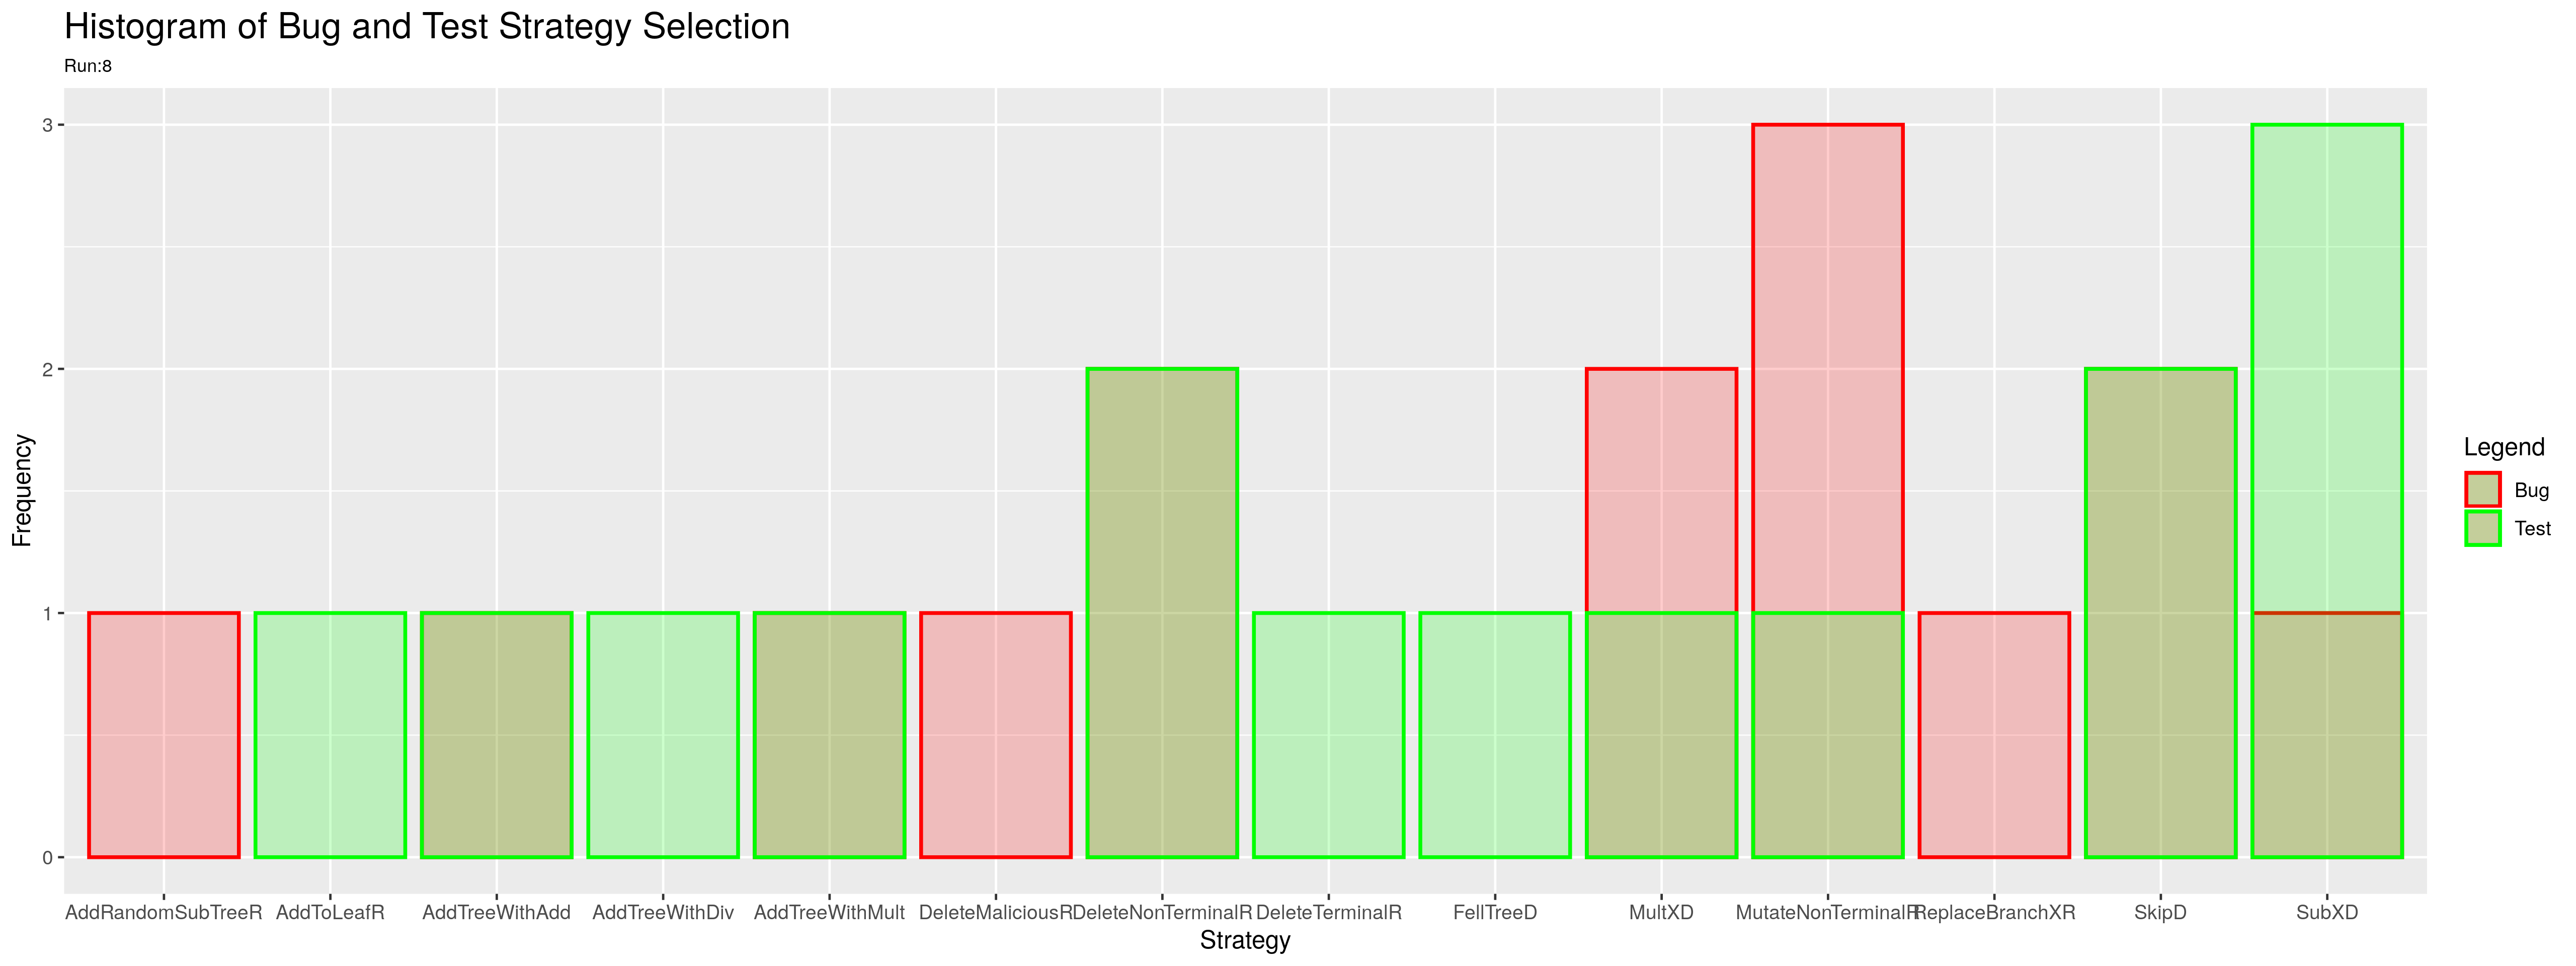 Histogram of Bug and Test Strategy Selection
Run:8
3
2
1
0
Frequency
AddRandomSubTreeR AddToLeafR AddTreeWithAdd AddTreeWithDiv AddTreeWithMult DeleteMaliciousR DeleteNonTerminalR DeleteTerminalR FellTreeD MultXD MutateNonTerminalR ReplaceBranchXR SkipD SubXD
Strategy
Legend
Bug
Test